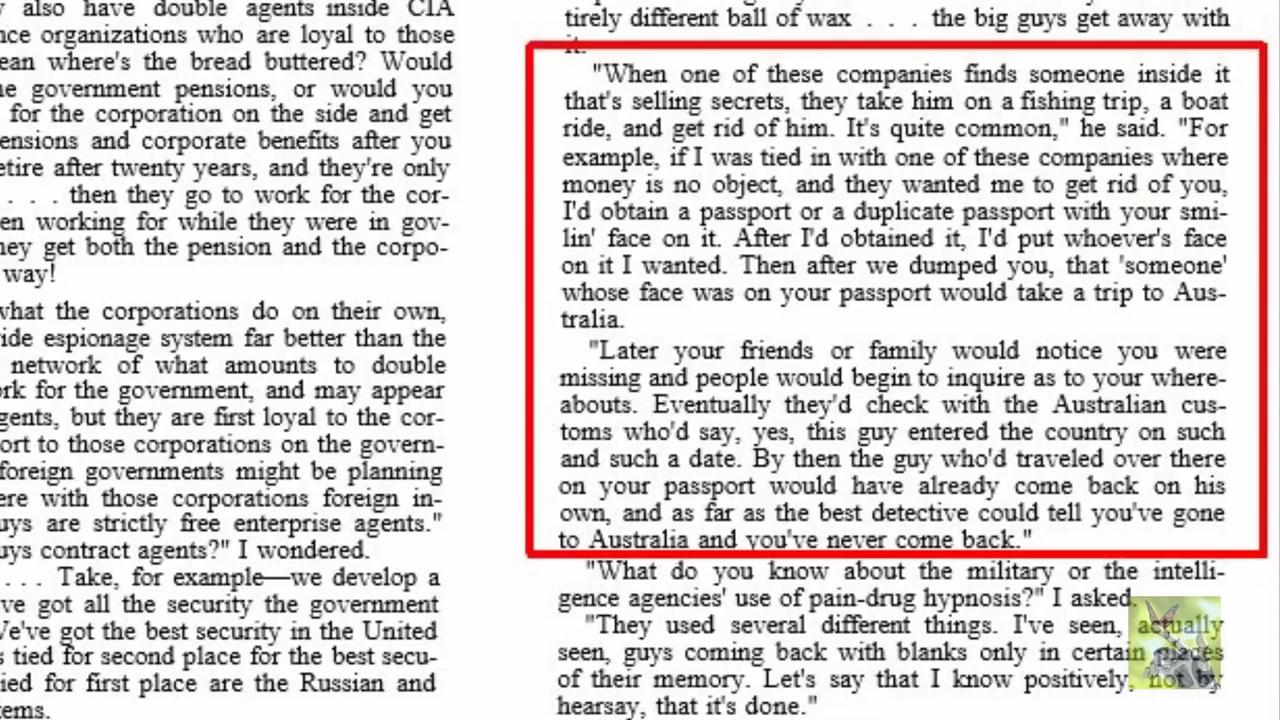 also have double agents inside CIA
organizations who are loyal to those
where's the bread buttered? Would
government pensions, or would you
for the corporation on the side and get
and corporate benefits after you
after twenty years, and they're only
. . . . then they go to work for the cor-
working for while they were in gov-
get both the pension and the corpo-
way!
what the corporations do on their own,
espionage system far better than the
network of what amounts to double
for the government, and may appear
but they are first loyal to the cor-
to those corporations on the govern-
foreign governments might be planning
with those corporations foreign in-
are strictly free enterprise agents."
contract agents?" I wondered.
. . . Take, for example—we develop a
got all the security the government
We've got the best security in the United
tied for second place for the best secu-
for first place are the Russian and
tirely different ball of wax . . . the big guys get away with
it.
"When one of these companies finds someone inside it
that's selling secrets, they take him on a fishing trip, a boat
ride, and get rid of him. It's quite common," he said. "For
example, if I was tied in with one of these companies where
money is no object, and they wanted me to get rid of you,
I'd obtain a passport or a duplicate passport with your smi-
lin' face on it. After I'd obtained it, I'd put whoever's face
on it I wanted. Then after we dumped you, that 'someone'
whose face was on your passport would take a trip to Aus-
tralia.
"Later your friends or family would notice you were
missing and people would begin to inquire as to your where-
abouts. Eventually they'd check with the Australian cus-
toms who'd say, yes, this guy entered the country on such
and such a date. By then the guy who'd traveled over there
on your passport would have already come back on his
own, and as far as the best detective could tell you've gone
to Australia and you've never come back."
"What do you know about the military or the intelli-
gence agencies' use of pain-drug hypnosis?" I asked.
"They used several different things. I've seen, actually
seen, guys coming back with blanks only in certain places
of their memory. Let's say that I know positively, not by
hearsay, that it's done."